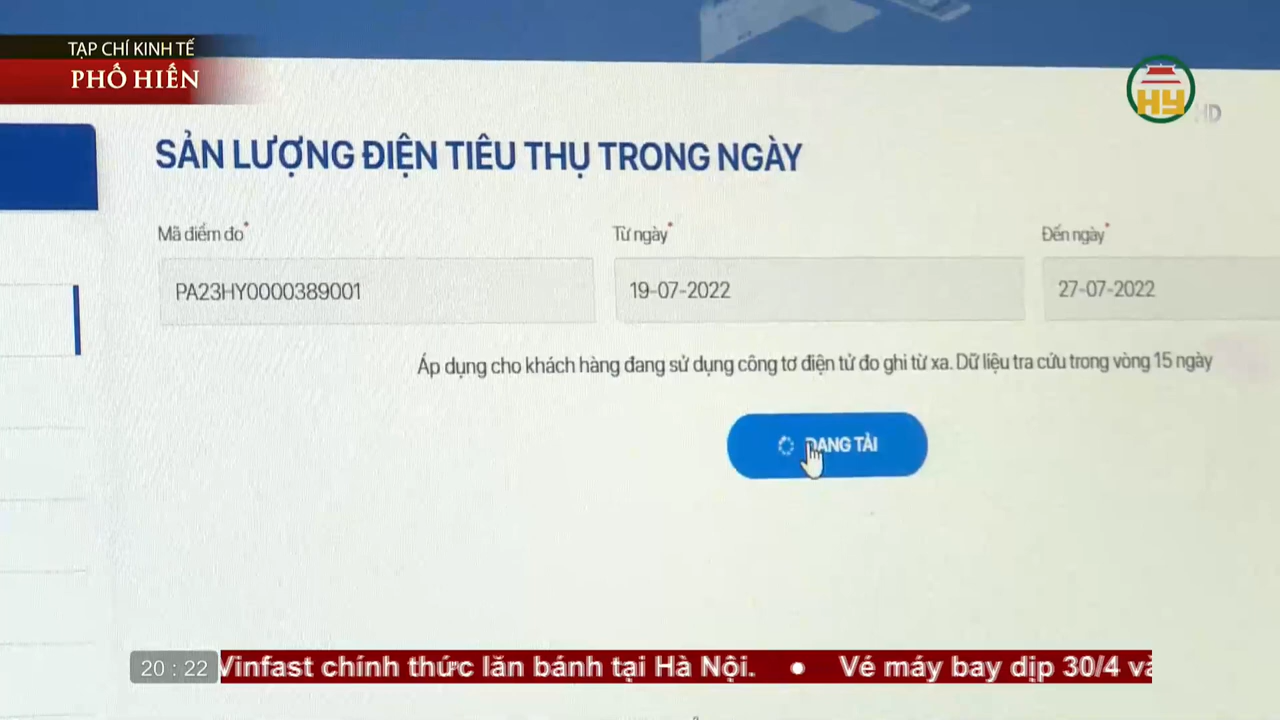 TẠP CHÍ KINH TẾ
PHỐ HIẾN
HY
HD
SẢN LƯỢNG ĐIỆN TIÊU THỤ TRONG NGÀY
Mã điểm đo*
Từ ngày*
Đến ngày*
PA23HY0000389001
19-07-2022
27-07-2022
Áp dụng cho khách hàng đang sử dụng công tơ điện tử đo ghi từ xa. Dữ liệu tra cứu trong vòng 15 ngày
ĐANG TẢI
20 : 22
Vinfast chính thức lăn bánh tại Hà Nội. ● Vé máy bay dịp 30/4 và